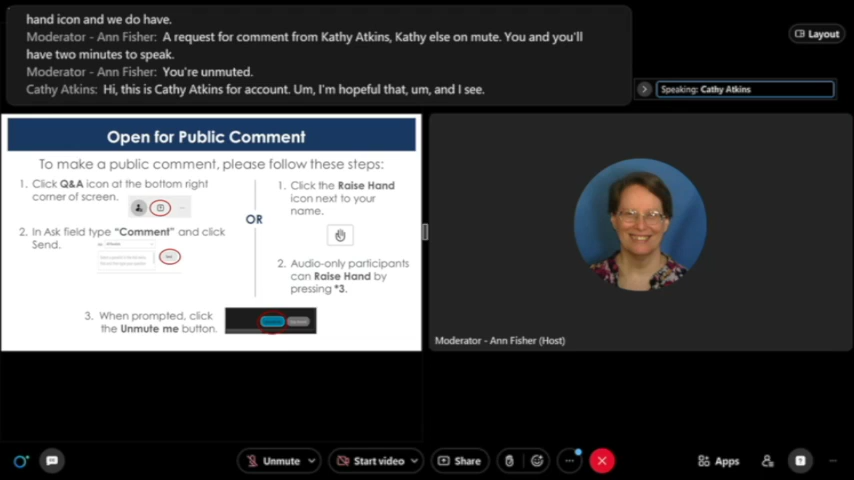 hand icon and we do have.
Moderator - Ann Fisher: A request for comment from Kathy Atkins, Kathy else on mute. You and you'll
have two minutes to speak.
Moderator - Ann Fisher: You're unmuted.
Cathy Atkins: Hi, this is Cathy Atkins for account. Um, I'm hopeful that, um, and I see.
Layout
Speaking: Cathy Atkins
Open for Public Comment
To make a public comment, please follow these steps:
1. Click Q&A icon at the bottom right
corner of screen.
2. In Ask field type “Comment” and click
Send.
OR
1. Click the Raise Hand
icon next to your
name.
2. Audio-only participants
can Raise Hand by
pressing *3.
3. When prompted, click
the Unmute me button.
Moderator - Ann Fisher (Host)
Unmute
Start video
Share
Apps